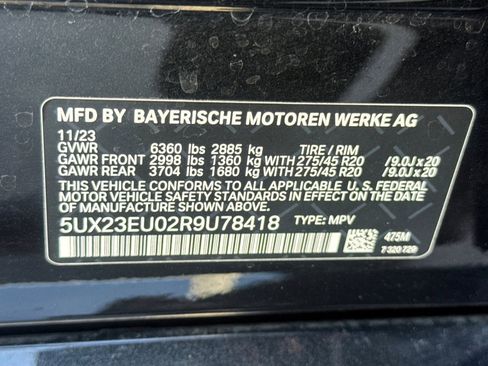 MFD BY BAYERISCHE MOTOREN WERKE AG
11/23
GVWR 6360 lbs 2885 kg TIRE / RIM
GAWR FRONT 2998 lbs 1360 kg WITH 275/45 R20 /9.0J x 20
GAWR REAR 3704 lbs 1680 kg WITH 275/45 R20 /9.0J x 20
THIS VEHICLE CONFORMS TO ALL APPLICABLE U. S. FEDERAL
MOTOR VEHICLE SAFETY STANDARDS IN EFFECT ON THE
DATE OF MANUFACTURE SHOWN ABOVE.
5UX23EU02R9U78418 TYPE: MPV
475M
7 320 729